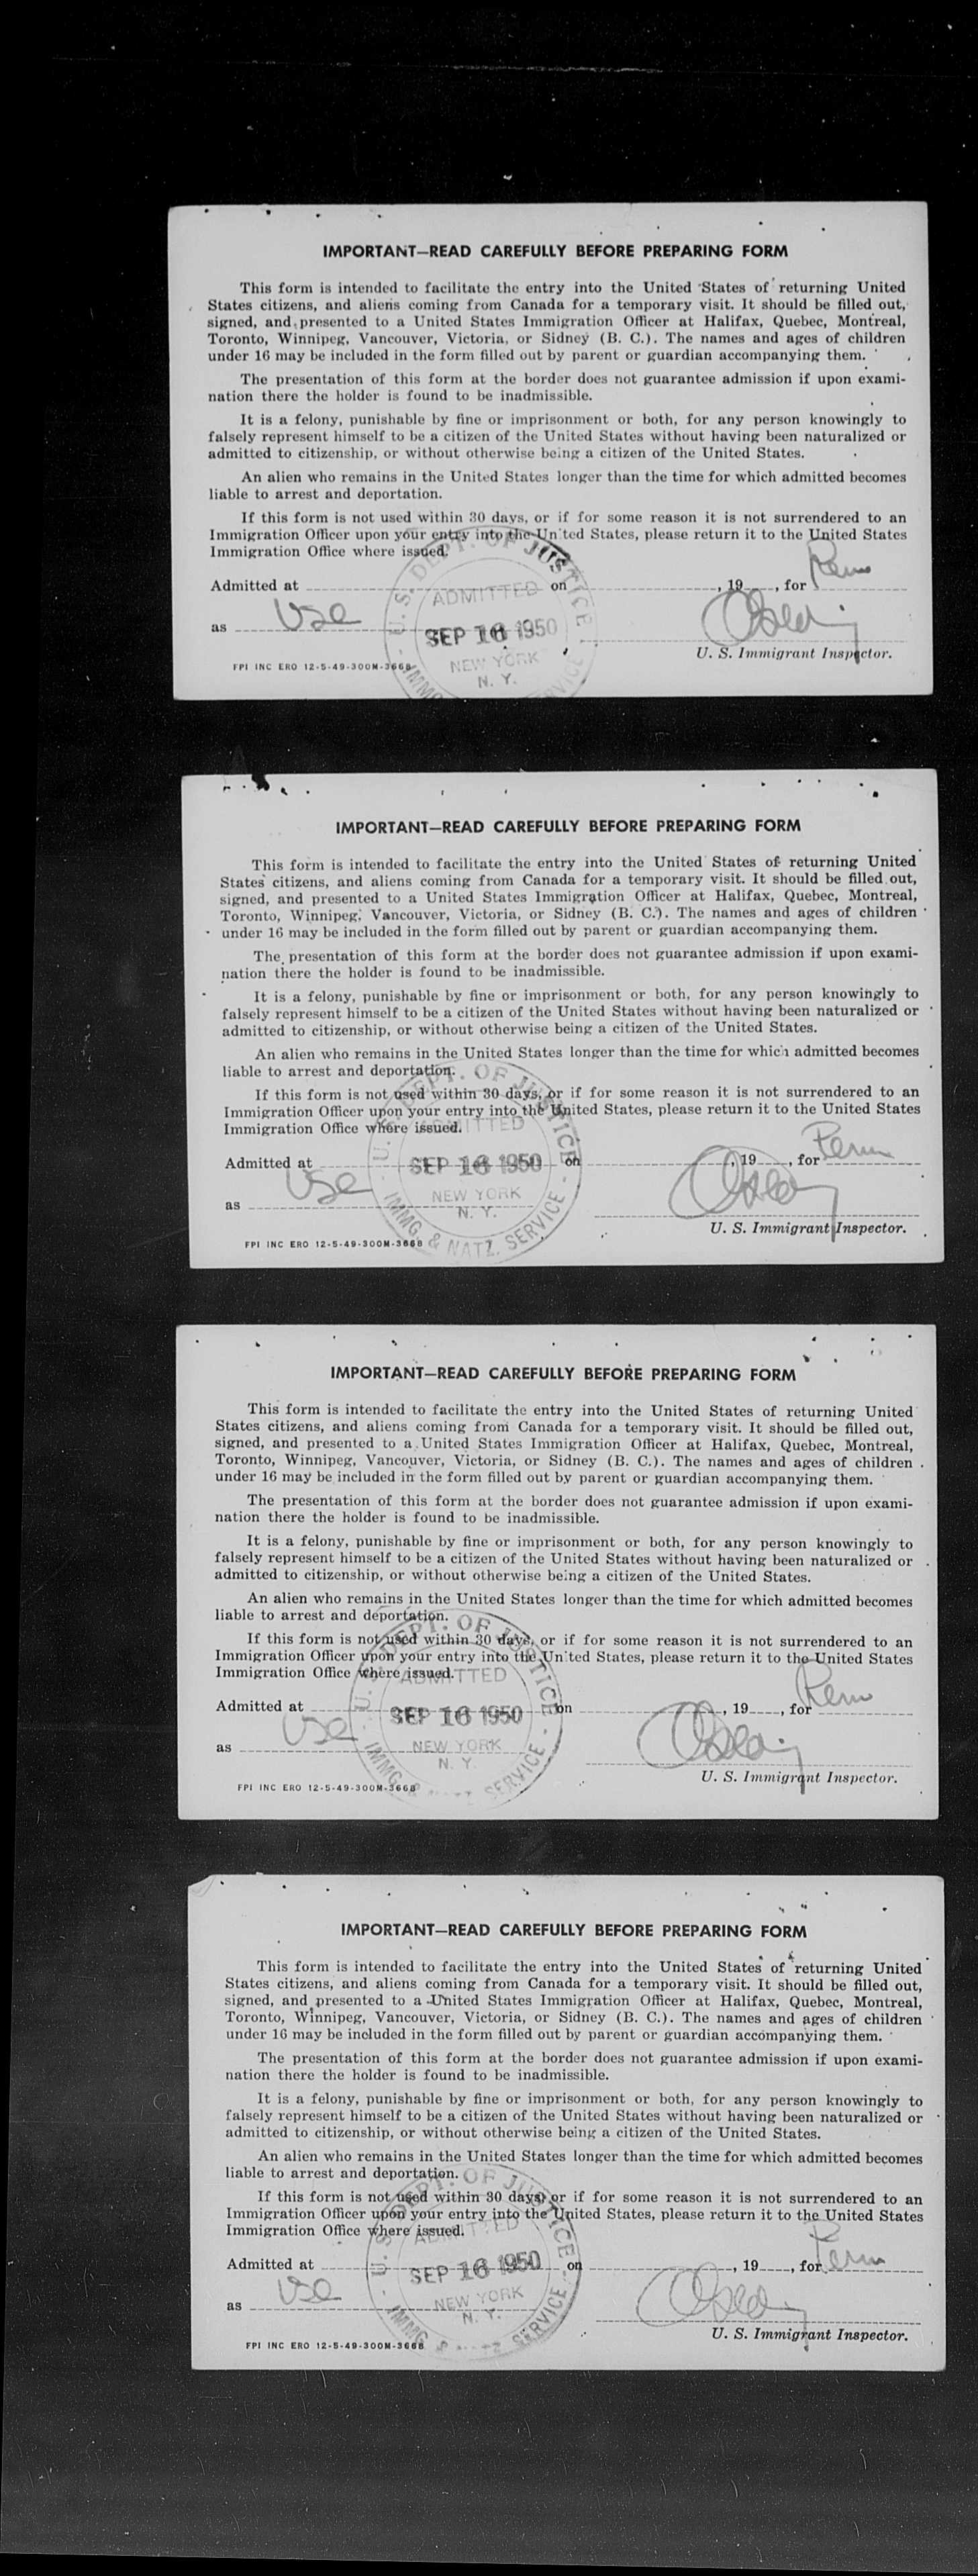 IMPORTANT—READ CAREFULLY BEFORE PREPARING FORM
This form is intended to facilitate the entry into the United States of returning United
States citizens, and aliens coming from Canada for a temporary visit. It should be filled out,
signed, and presented to a United States Immigration Officer at Halifax, Quebec, Montreal,
Toronto, Winnipeg, Vancouver, Victoria, or Sidney (B. C.). The names and ages of children
under 16 may be included in the form filled out by parent or guardian accompanying them.
The presentation of this form at the border does not guarantee admission if upon exami-
nation there the holder is found to be inadmissible.
It is a felony, punishable by fine or imprisonment or both, for any person knowingly to
falsely represent himself to be a citizen of the United States without having been naturalized or
admitted to citizenship, or without otherwise being a citizen of the United States.
An alien who remains in the United States longer than the time for which admitted becomes
liable to arrest and deportation.
If this form is not used within 30 days, or if for some reason it is not surrendered to an
Immigration Officer upon your entry into the United States, please return it to the United States
Immigration Office where issued.
U.S. DEPT. OF JUSTICE
ADMITTED
Admitted at on , 19 , for Perm
as USC
SEP 16 1950
NEW YORK
N. Y.
U. S. Immigrant Inspector.
FPI INC ERO 12-5-49-300M-3668
IMPORTANT—READ CAREFULLY BEFORE PREPARING FORM
This form is intended to facilitate the entry into the United States of returning United
States citizens, and aliens coming from Canada for a temporary visit. It should be filled out,
signed, and presented to a United States Immigration Officer at Halifax, Quebec, Montreal,
Toronto, Winnipeg, Vancouver, Victoria, or Sidney (B. C.). The names and ages of children
under 16 may be included in the form filled out by parent or guardian accompanying them.
The presentation of this form at the border does not guarantee admission if upon exami-
nation there the holder is found to be inadmissible.
It is a felony, punishable by fine or imprisonment or both, for any person knowingly to
falsely represent himself to be a citizen of the United States without having been naturalized or
admitted to citizenship, or without otherwise being a citizen of the United States.
An alien who remains in the United States longer than the time for which admitted becomes
liable to arrest and deportation.
If this form is not used within 30 days, or if for some reason it is not surrendered to an
Immigration Officer upon your entry into the United States, please return it to the United States
Immigration Office where issued.
U. S. DEPT. OF JUSTICE
ADMITTED
Admitted at on , 19 , for Perm
SEP 16 1950
as USC
NEW YORK
N. Y.
IMMG. & NATZ. SERVICE
U. S. Immigrant Inspector.
FPI INC ERO 12-5-49-300M-3668
IMPORTANT—READ CAREFULLY BEFORE PREPARING FORM
This form is intended to facilitate the entry into the United States of returning United
States citizens, and aliens coming from Canada for a temporary visit. It should be filled out,
signed, and presented to a United States Immigration Officer at Halifax, Quebec, Montreal,
Toronto, Winnipeg, Vancouver, Victoria, or Sidney (B. C.). The names and ages of children
under 16 may be included in the form filled out by parent or guardian accompanying them.
The presentation of this form at the border does not guarantee admission if upon exami-
nation there the holder is found to be inadmissible.
It is a felony, punishable by fine or imprisonment or both, for any person knowingly to
falsely represent himself to be a citizen of the United States without having been naturalized or
admitted to citizenship, or without otherwise being a citizen of the United States.
An alien who remains in the United States longer than the time for which admitted becomes
liable to arrest and deportation.
If this form is not used within 30 days, or if for some reason it is not surrendered to an
Immigration Officer upon your entry into the United States, please return it to the United States
Immigration Office where issued.
U. S. DEPT. OF JUSTICE
ADMITTED
Admitted at on , 19 , for Perm
SEP 16 1950
as USC
NEW YORK
N. Y.
IMMG. & NATZ SERVICE
U. S. Immigrant Inspector.
FPI INC ERO 12-5-49-300M-3668
IMPORTANT—READ CAREFULLY BEFORE PREPARING FORM
This form is intended to facilitate the entry into the United States of returning United
States citizens, and aliens coming from Canada for a temporary visit. It should be filled out,
signed, and presented to a United States Immigration Officer at Halifax, Quebec, Montreal,
Toronto, Winnipeg, Vancouver, Victoria, or Sidney (B. C.). The names and ages of children
under 16 may be included in the form filled out by parent or guardian accompanying them.
The presentation of this form at the border does not guarantee admission if upon exami-
nation there the holder is found to be inadmissible.
It is a felony, punishable by fine or imprisonment or both, for any person knowingly to
falsely represent himself to be a citizen of the United States without having been naturalized or
admitted to citizenship, or without otherwise being a citizen of the United States.
An alien who remains in the United States longer than the time for which admitted becomes
liable to arrest and deportation.
If this form is not used within 30 days, or if for some reason it is not surrendered to an
Immigration Officer upon your entry into the United States, please return it to the United States
Immigration Office where issued.
U. S. DEPT. OF JUSTICE
ADMITTED
Admitted at on , 19 , for Perm
SEP 16 1950
as USC
NEW YORK
N. Y.
IMMG. & NATZ SERVICE
U. S. Immigrant Inspector.
FPI INC ERO 12-5-49-300M-3668